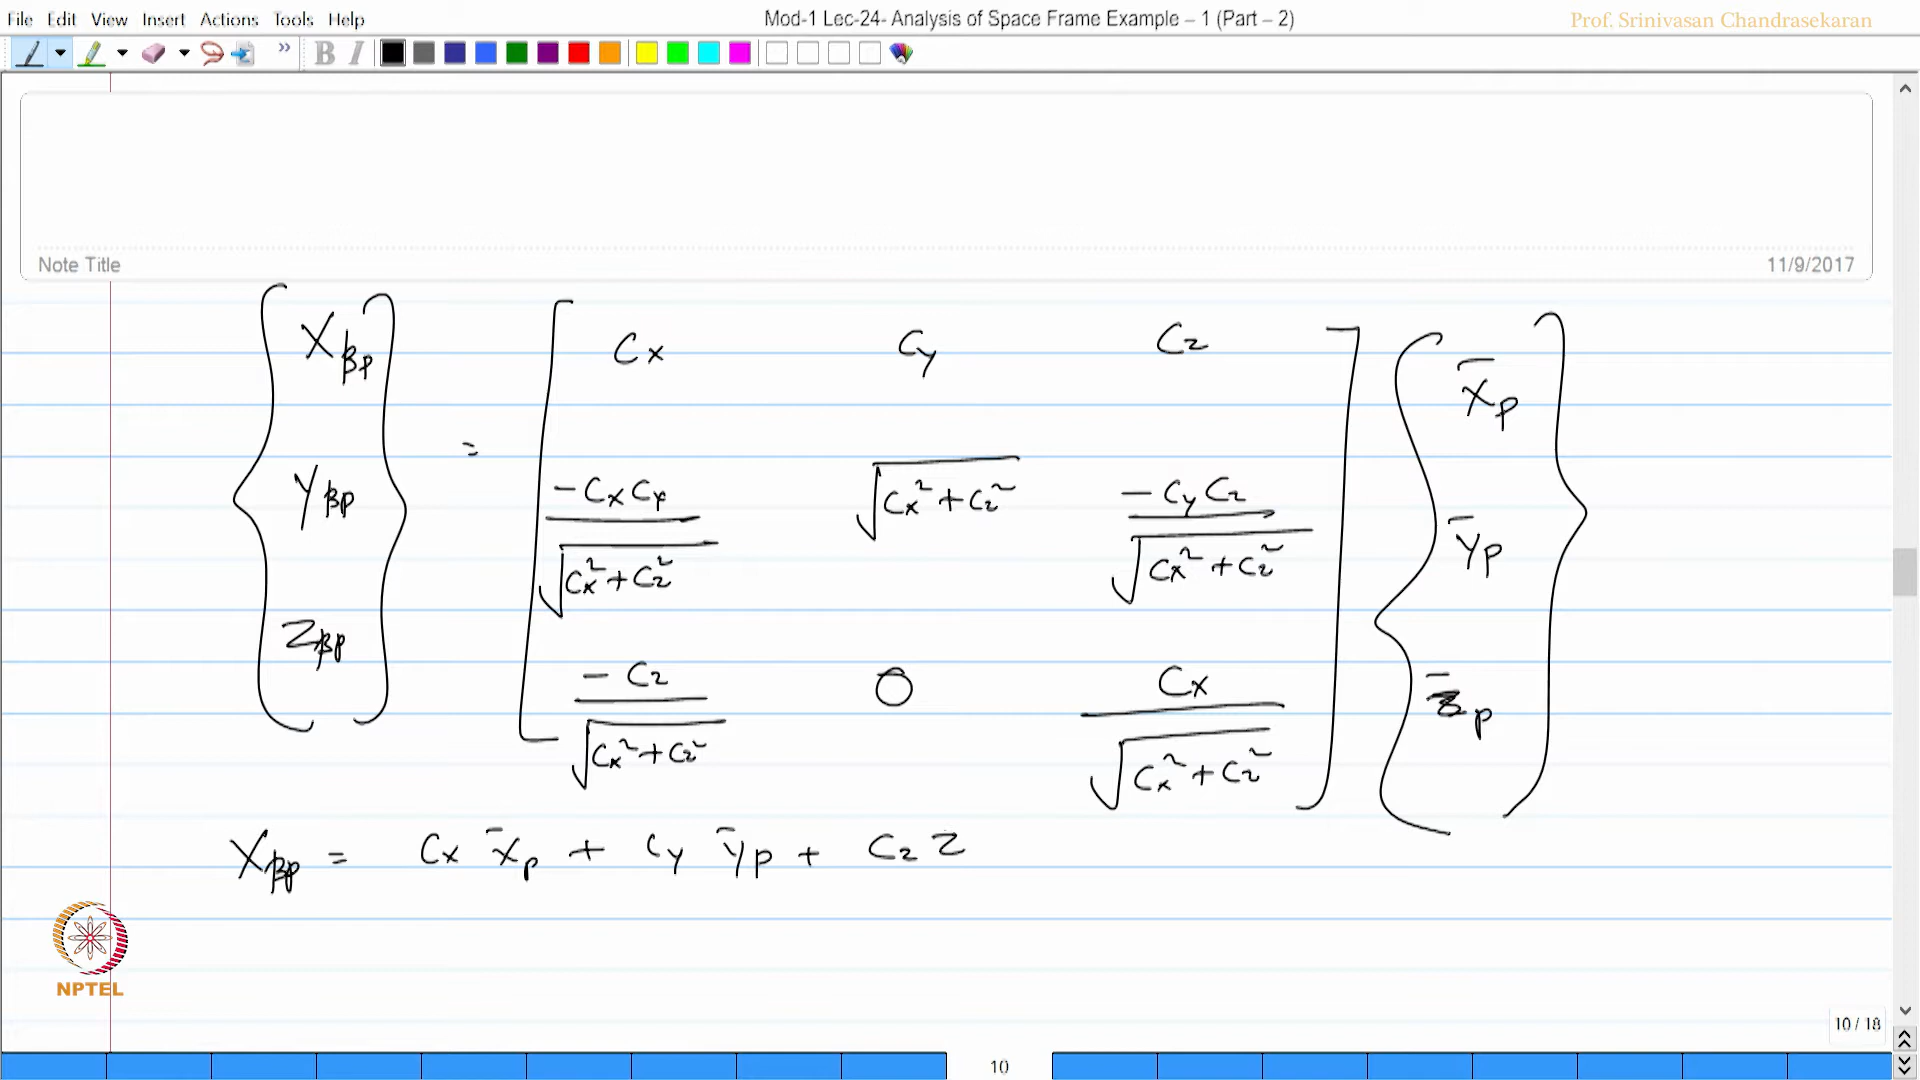 File Edit View Insert Actions Tools Help
Mod-1 Lec-24- Analysis of Space Frame Example – 1 (Part – 2)
Prof. Srinivasan Chandrasekaran
B I
Note Title
11/9/2017
{X_βp, Y_βp, Z_βp} =
[Cx Cy Cz
-CxCy/√(Cx²+Cz²) √(Cx²+Cz²) -CyCz/√(Cx²+Cz²)
-Cz/√(Cx²+Cz²) 0 Cx/√(Cx²+Cz²)]
{x̄p, ȳp, z̄p}
X_βp = Cx x̄p + Cy ȳp + Cz Z
NPTEL
10 / 18
10